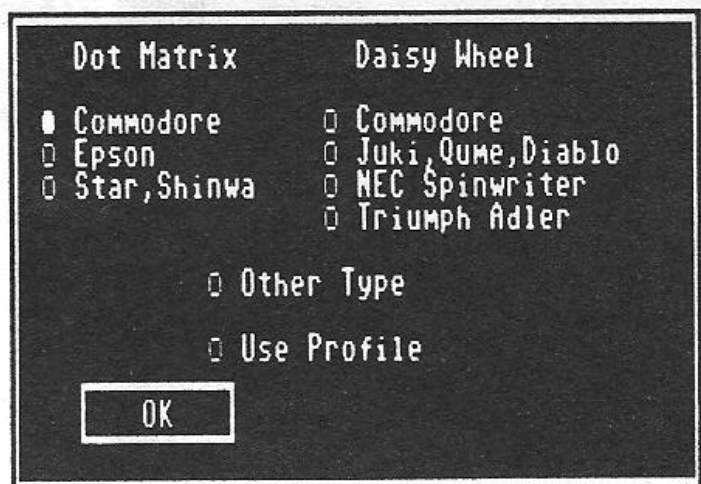 Dot Matrix Daisy Wheel
Commodore Commodore
Epson Juki,Qume,Diablo
Star,Shinwa NEC Spinwriter
Triumph Adler
Other Type
Use Profile
OK